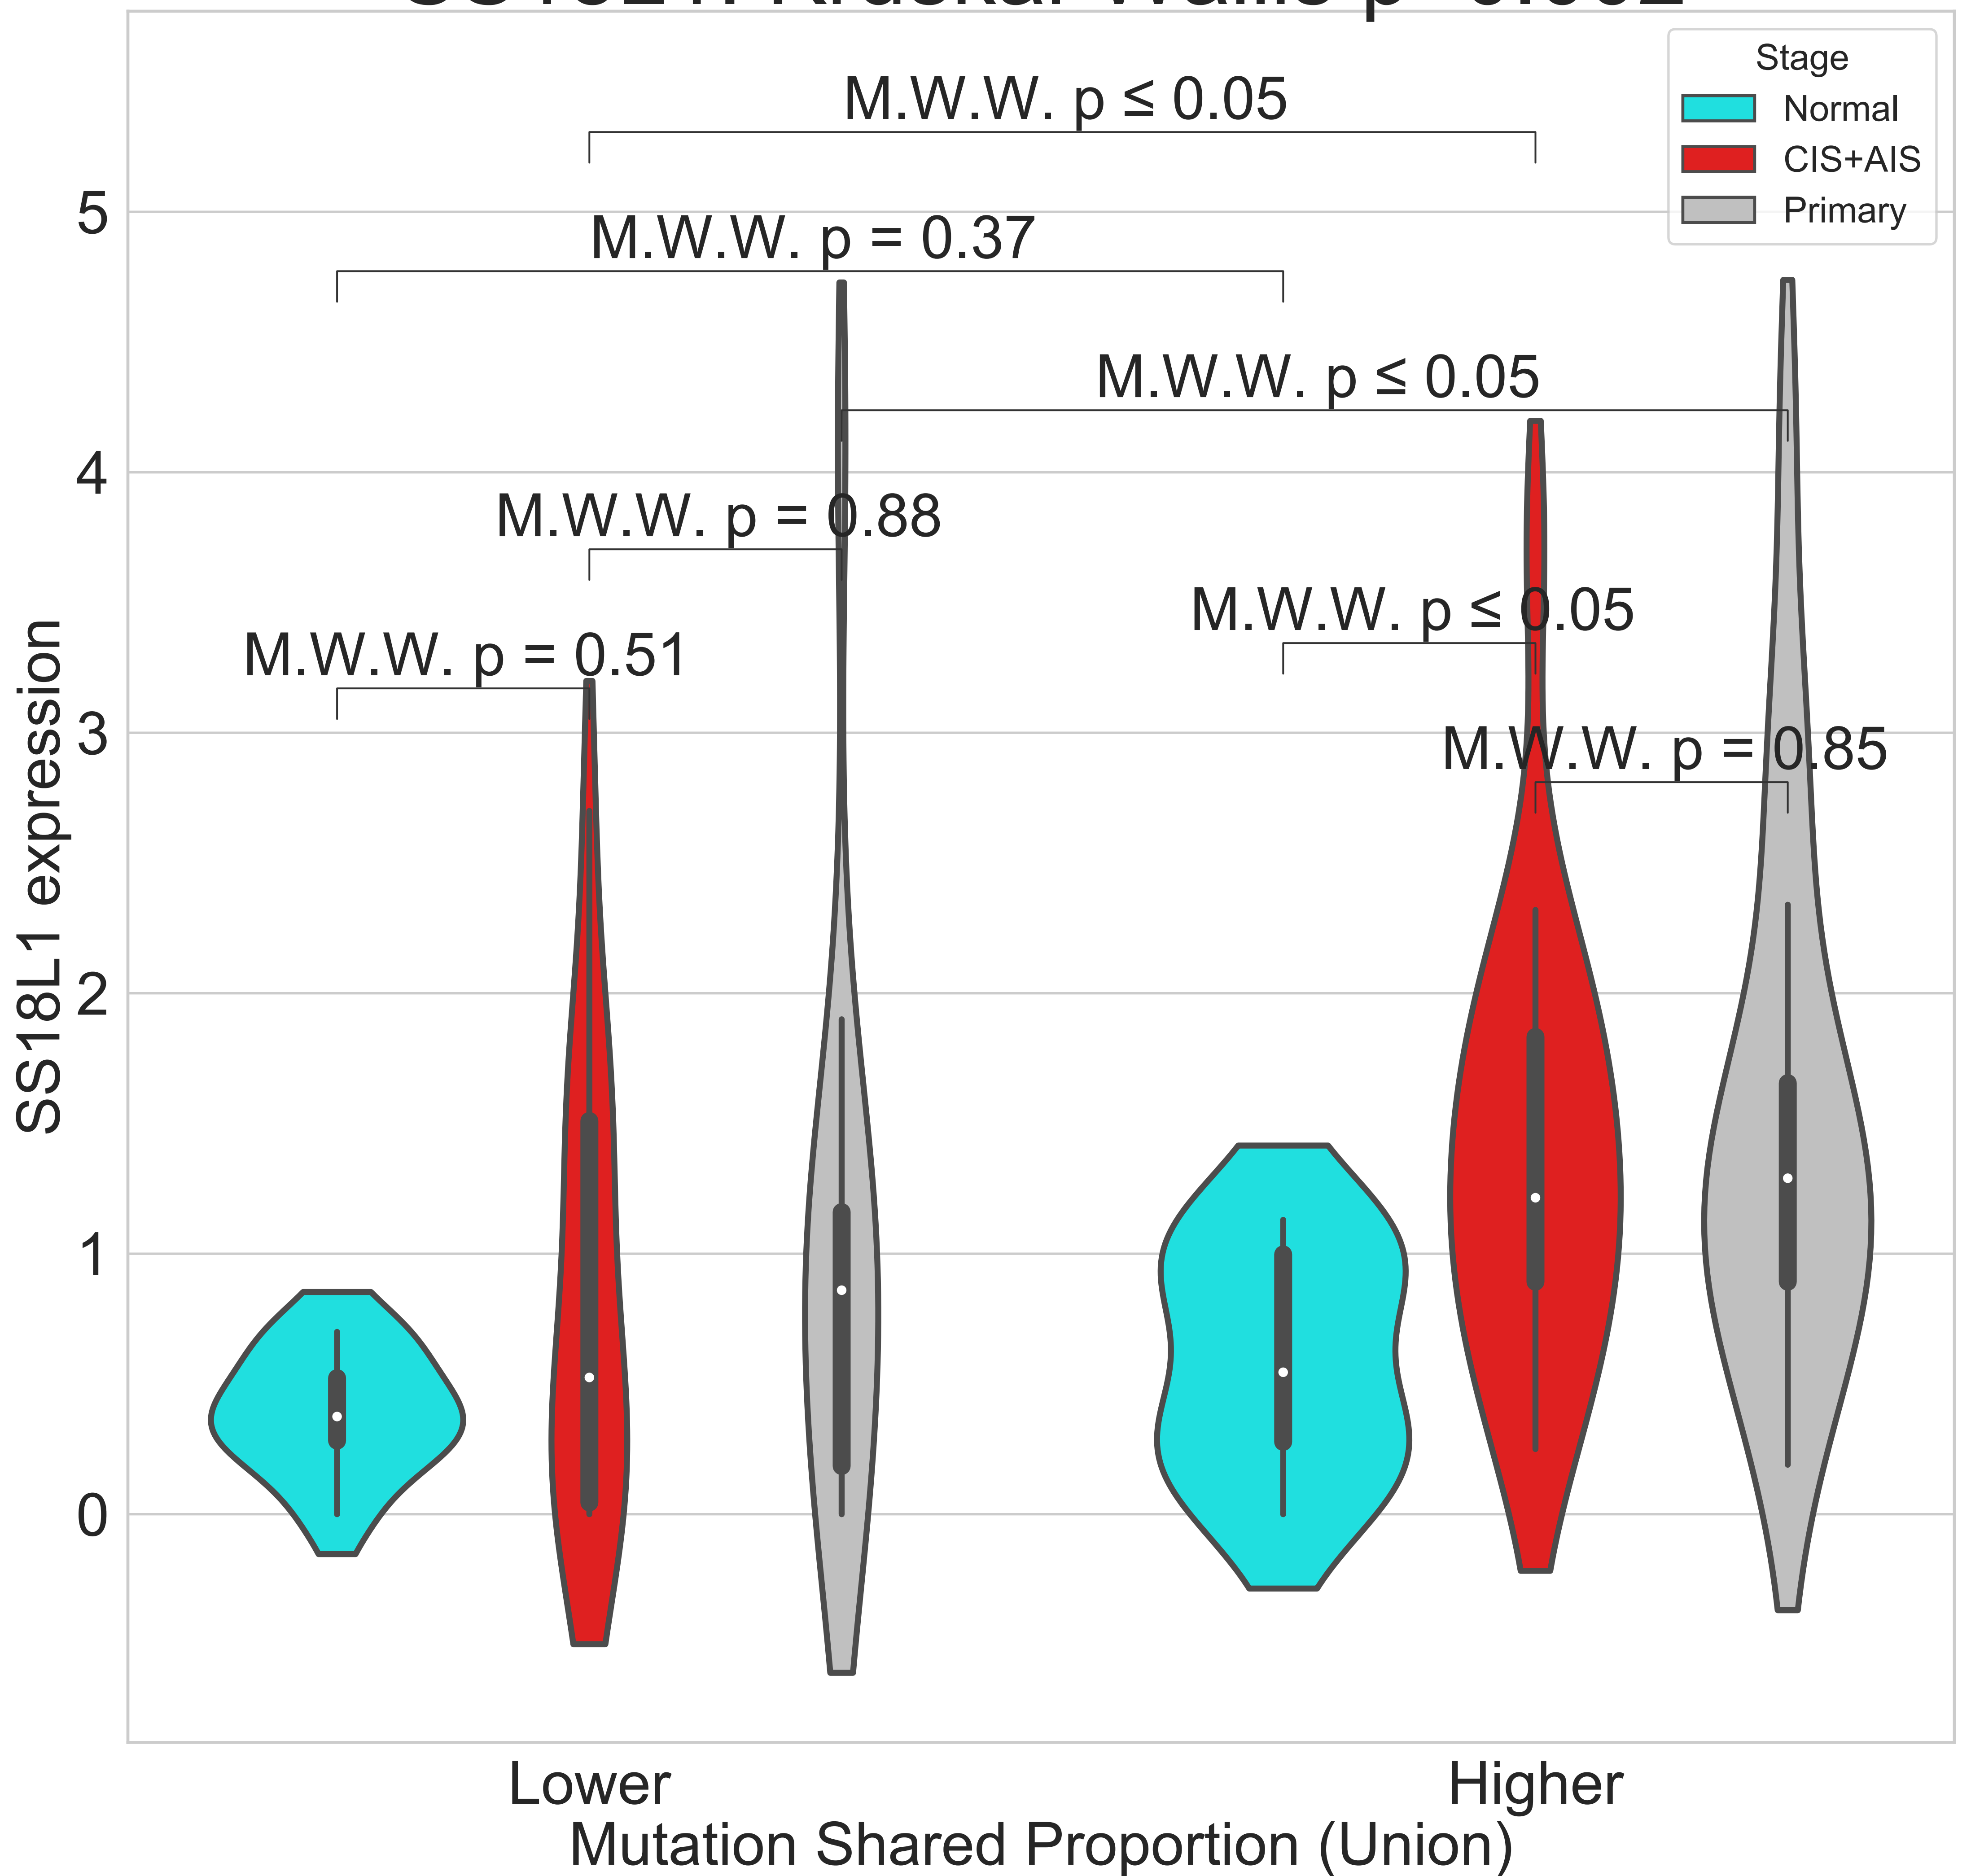 Stage
Normal
CIS+AIS
Primary
M.W.W. p ≤ 0.05
M.W.W. p = 0.37
M.W.W. p ≤ 0.05
M.W.W. p = 0.88
M.W.W. p ≤ 0.05
M.W.W. p = 0.51
M.W.W. p = 0.85
SS18L1 expression
5
4
3
2
1
0
Lower
Higher
Mutation Shared Proportion (Union)